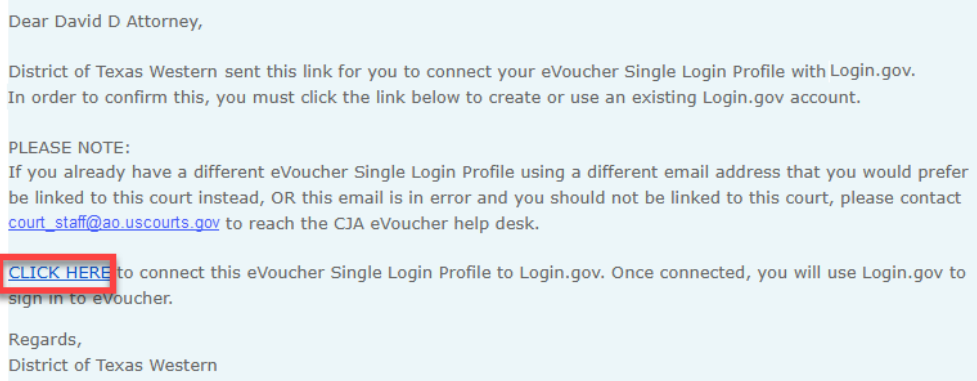 Dear David D Attorney,
District of Texas Western sent this link for you to connect your eVoucher Single Login Profile with Login.gov.
In order to confirm this, you must click the link below to create or use an existing Login.gov account.
PLEASE NOTE:
If you already have a different eVoucher Single Login Profile using a different email address that you would prefer
be linked to this court instead, OR this email is in error and you should not be linked to this court, please contact
court_staff@ao.uscourts.gov to reach the CJA eVoucher help desk.
CLICK HERE to connect this eVoucher Single Login Profile to Login.gov. Once connected, you will use Login.gov to
sign in to eVoucher.
Regards,
District of Texas Western